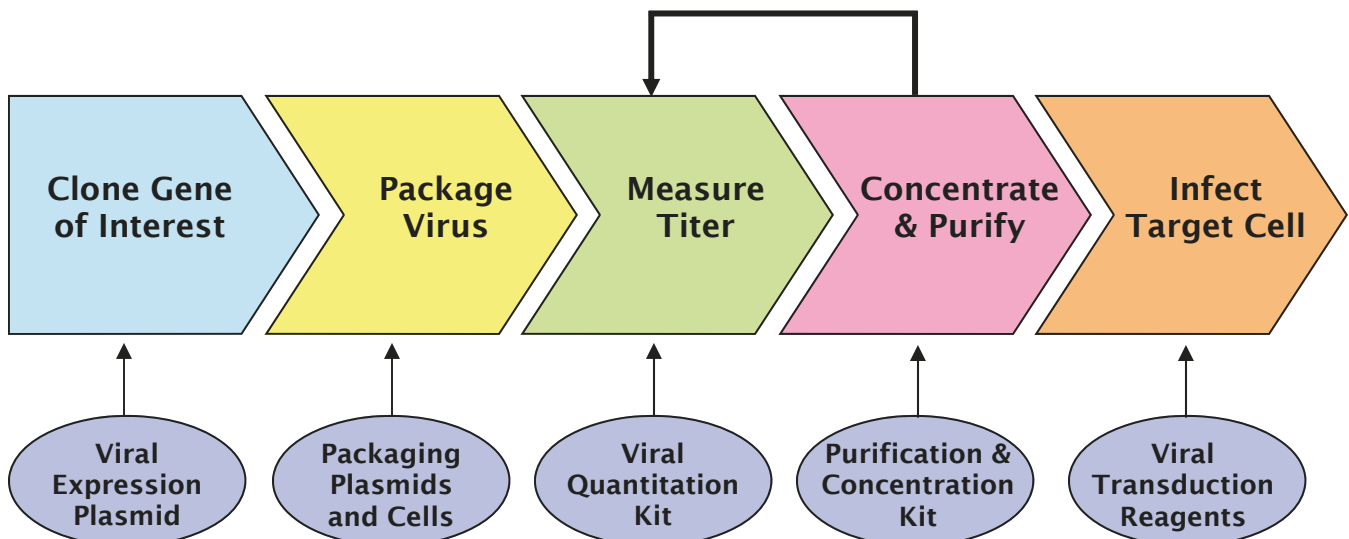 Clone Gene
of Interest
Package
Virus
Measure
Titer
Concentrate
& Purify
Infect
Target Cell
Viral
Expression
Plasmid
Packaging
Plasmids
and Cells
Viral
Quantitation
Kit
Purification &
Concentration
Kit
Viral
Transduction
Reagents